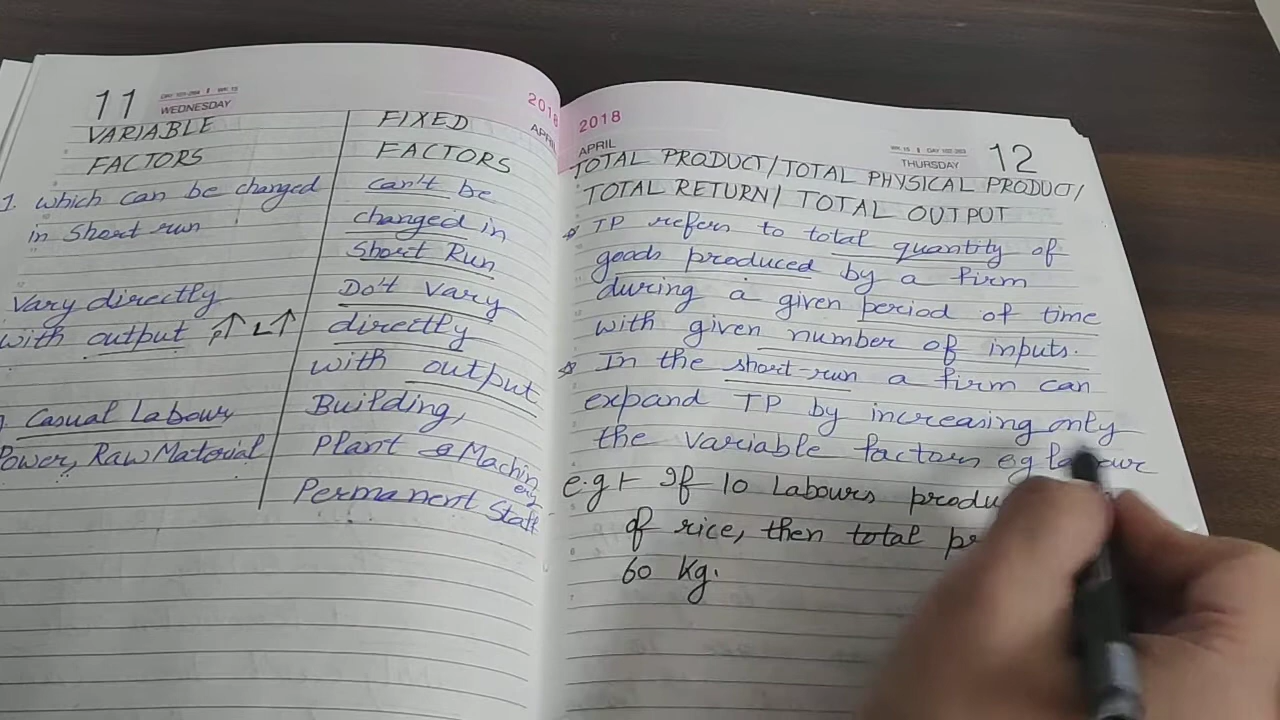 11
WEDNESDAY
2018
VARIABLE
FACTORS
FIXED
FACTORS
1. which can be changed
in Short run
can't be
changed in
Short Run
Vary directly
with output P↑ L↑
Don't Vary
directly
with output
Casual Labour,
Power, Raw Material
Building,
Plant & Machin
ery
Permanent Staff
2018
APRIL
THURSDAY
12
TOTAL PRODUCT/TOTAL PHYSICAL PRODUCT/
TOTAL RETURN/ TOTAL OUTPUT
TP refers to total quantity of
goods produced by a firm
during a given period of time
with given number of inputs.
In the short-run a firm can
expand TP by increasing only
the variable factors eg labour
e.g:- If 10 Labours
of rice, then total
60 Kg.